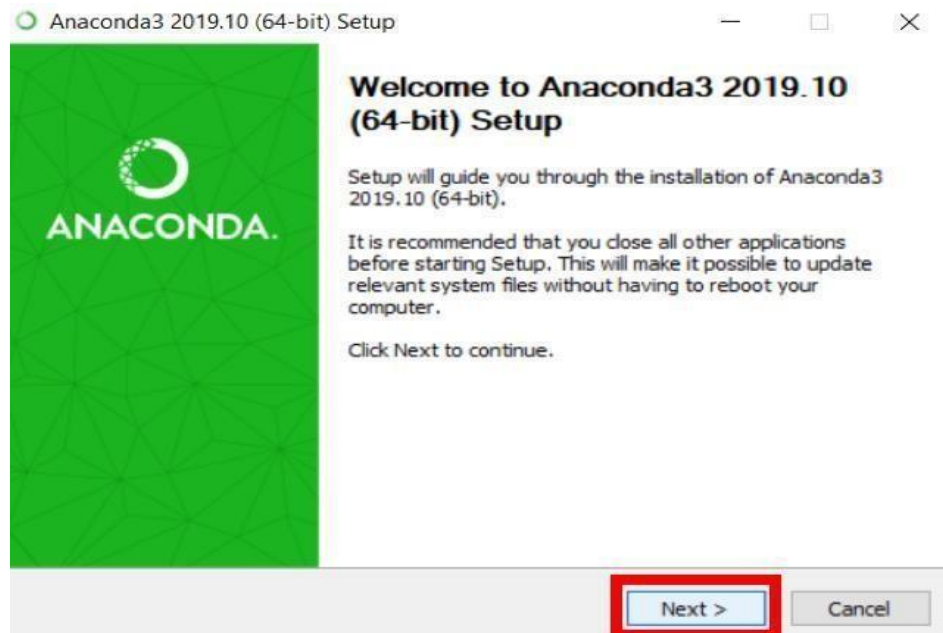 Anaconda3 2019.10 (64-bit) Setup
ANACONDA.
Welcome to Anaconda3 2019.10
(64-bit) Setup
Setup will guide you through the installation of Anaconda3
2019.10 (64-bit).
It is recommended that you close all other applications
before starting Setup. This will make it possible to update
relevant system files without having to reboot your
computer.
Click Next to continue.
Next >
Cancel